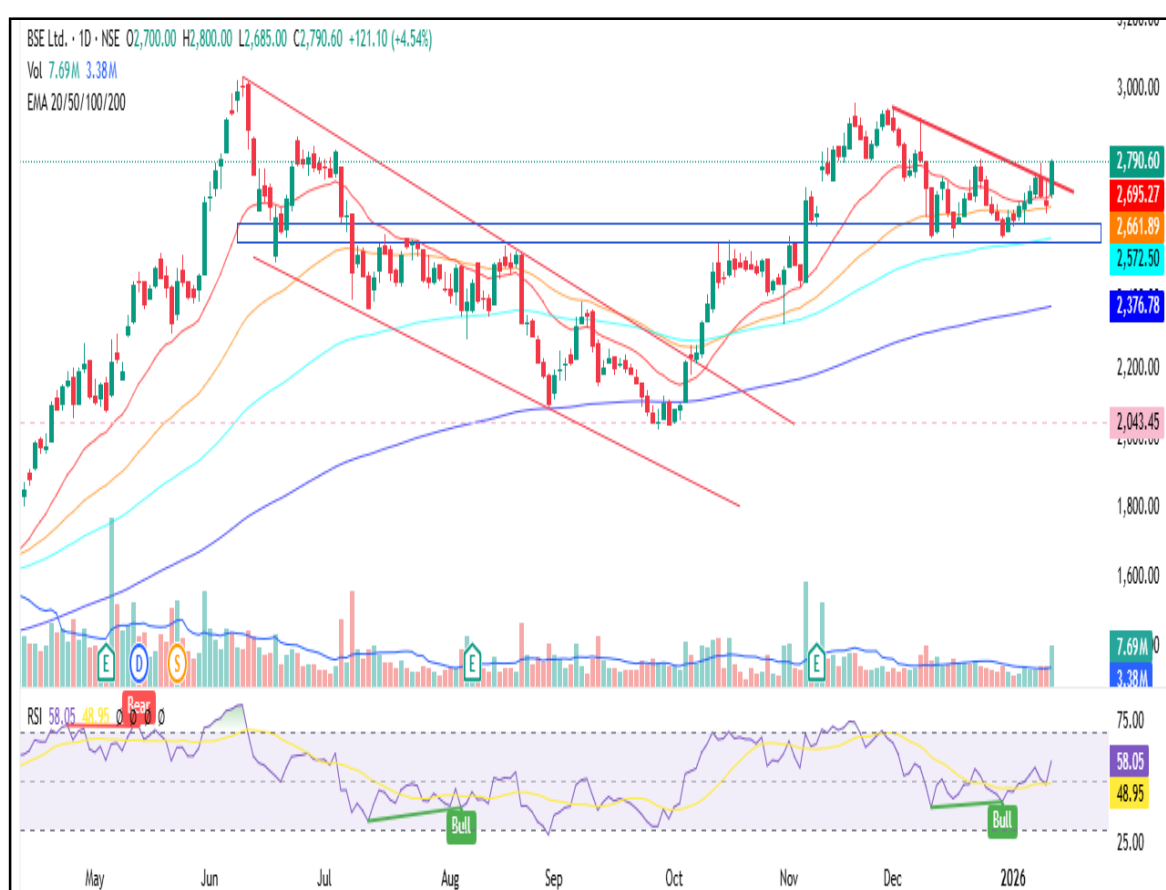 BSE Ltd. · 1D · NSE O2,700.00 H2,800.00 L2,685.00 C2,790.60 +121.10 (+4.54%)
Vol 7.69M 3.38M
EMA 20/50/100/200
3,000.00
2,790.60
2,695.27
2,661.89
2,572.50
2,376.78
2,200.00
2,043.45
1,800.00
1,600.00
7.69M
3.38M
E D S E E
RSI 58.05 48.95 Ø Ø Ø Ø
Bear
75.00
58.05
48.95
Bull Bull
25.00
May Jun Jul Aug Sep Oct Nov Dec 2026